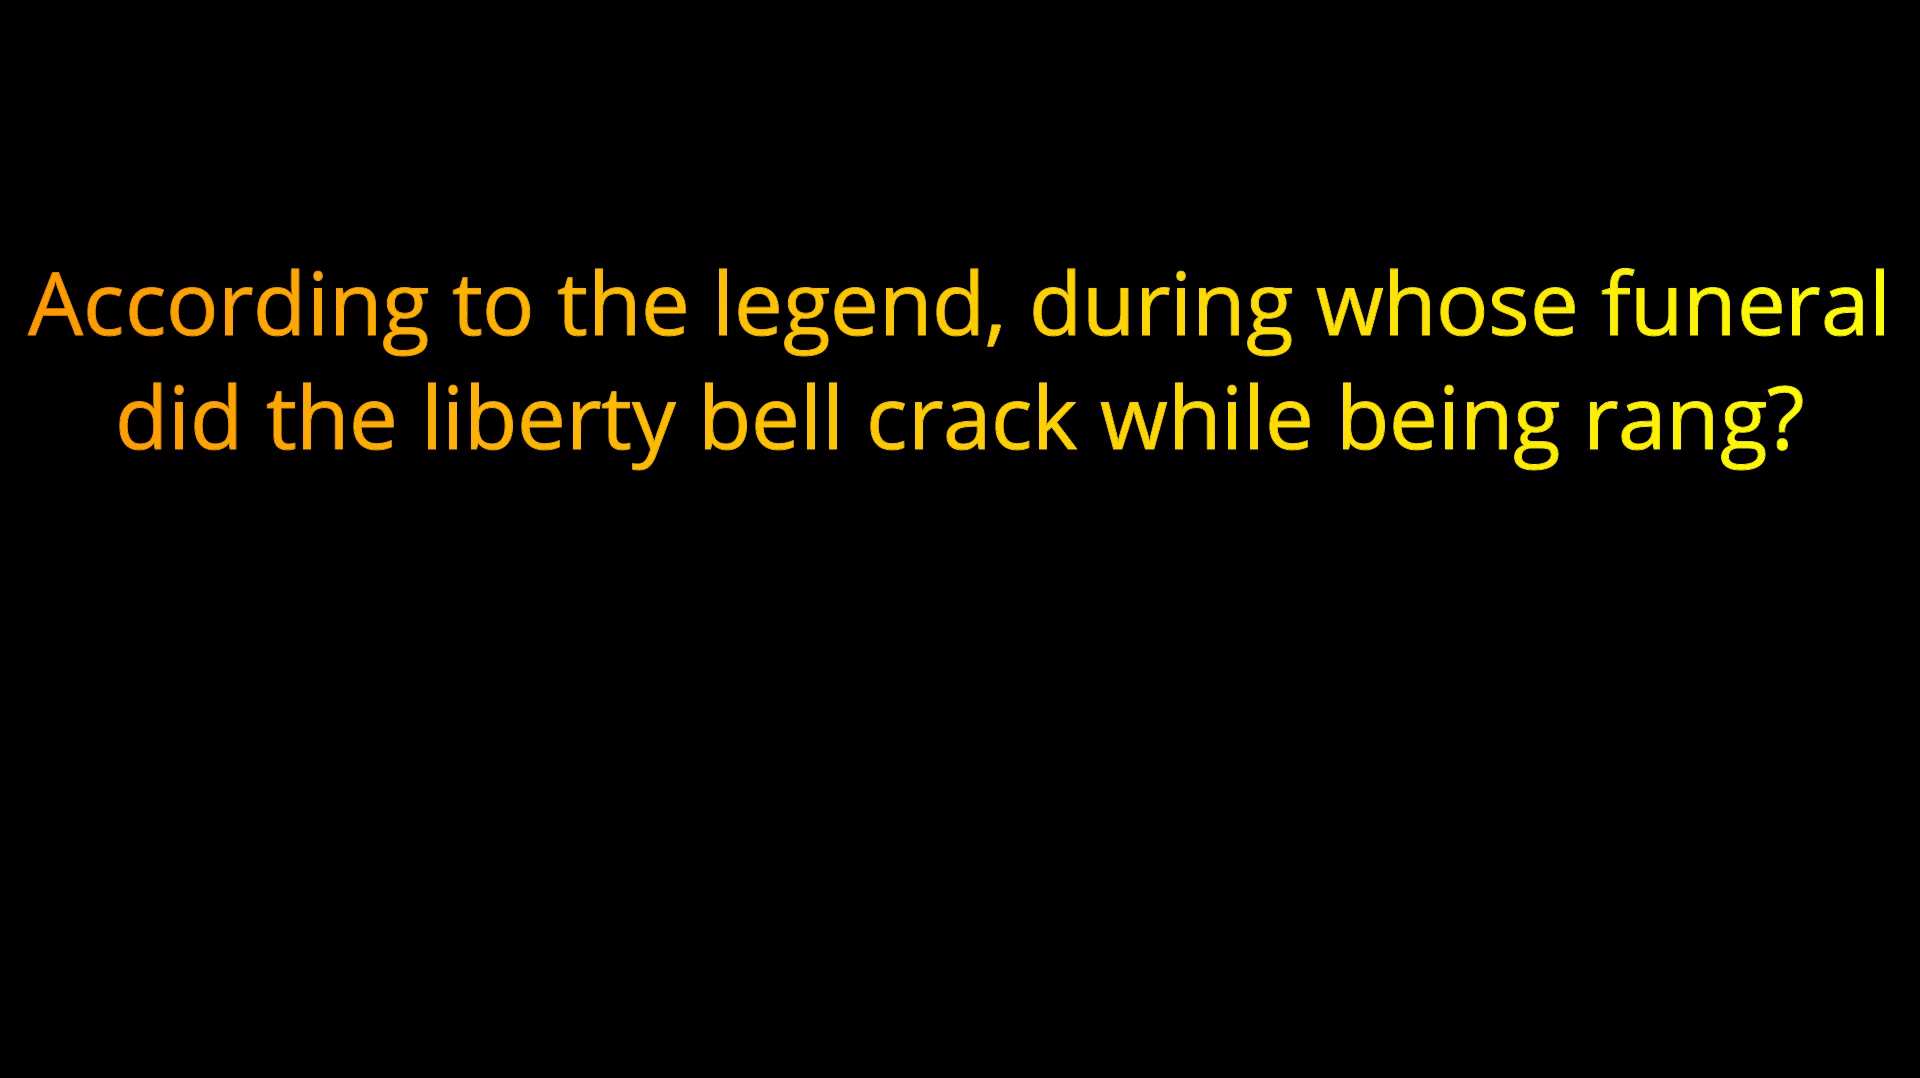 According to the legend, during whose funeral
did the liberty bell crack while being rang?